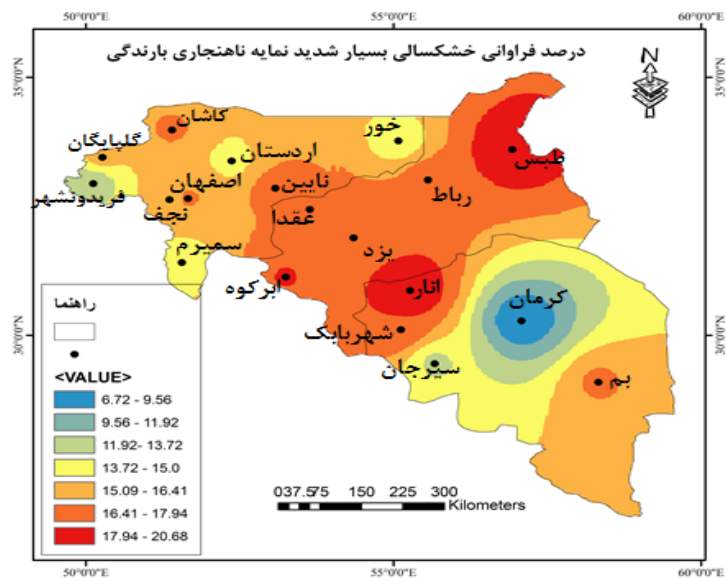 50°0'0"E 55°0'0"E 60°0'0"E
درصد فراوانی خشکسالی بسیار شدید نمایه ناهنجاری بارندگی
N
35°0'0"N 35°0'0"N
کاشان
خور
گلپایگان
اردستان
طبس
اصفهان
نایین
رباط
فریدونشهر
نجف
عقدا
سمیرم
یزد
ابرکوه
انار
کرمان
30°0'0"N 30°0'0"N
شهربابک
سیرجان
بم
راهنما
<VALUE>
6.72 - 9.56
9.56 - 11.92
11.92- 13.72
13.72 - 15.0
15.09 - 16.41
16.41 - 17.94
17.94 - 20.68
037.575 150 225 300
Kilometers
50°0'0"E 55°0'0"E 60°0'0"E